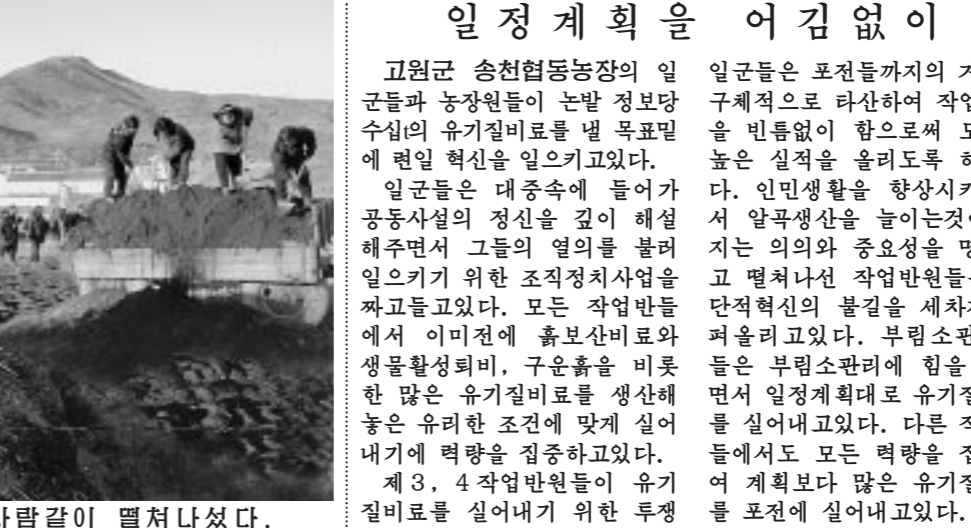 일정계획을 어김없이
고원군 송천협동농장의 일
군들과 농장원들이 논밭 정보당
수십t의 유기질비료를 낼 목표밑
에 련일 혁신을 일으키고있다.
일군들은 대중속에 들어가
공동사설의 정신을 깊이 해설
해주면서 그들의 열의를 불러
일으키기 위한 조직정치사업을
짜고들고있다. 모든 작업반들
에서 이미전에 흙보산비료와
생물활성퇴비, 구운흙을 비롯
한 많은 유기질비료를 생산해
놓은 유리한 조건에 맞게 실어
내기에 력량을 집중하고있다.
제3, 4작업반원들이 유기
질비료를 실어내기 위한 투쟁
일군들은 포전들까지의
구체적으로 타산하여 작업
을 빈틈없이 함으로써
높은 실적을 올리도록
다. 인민생활을 향상시키
서 알곡생산을 늘이는것이
지는 의의와 중요성을
고 떨쳐나선 작업반원들
단적혁신의 불길을 세차
퍼올리고있다. 부림소관
들은 부림소관리에 힘을
면서 일정계획대로 유기질
를 실어내고있다. 다른
들에서도 모든 력량을
여 계획보다 많은 유기질
를 포전에 실어내고있다.
사람같이 떨쳐나섰다.